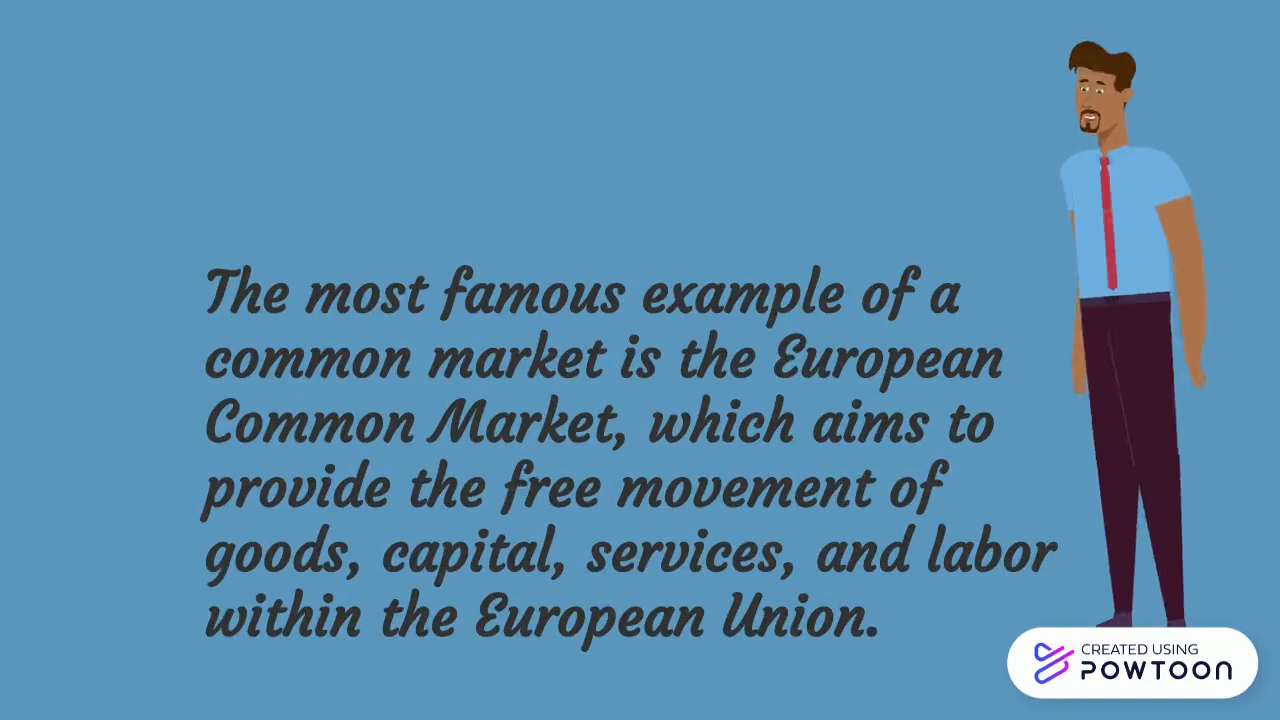 The most famous example of a
common market is the European
Common Market, which aims to
provide the free movement of
goods, capital, services, and labor
within the European Union.
CREATED USING
POWTOON